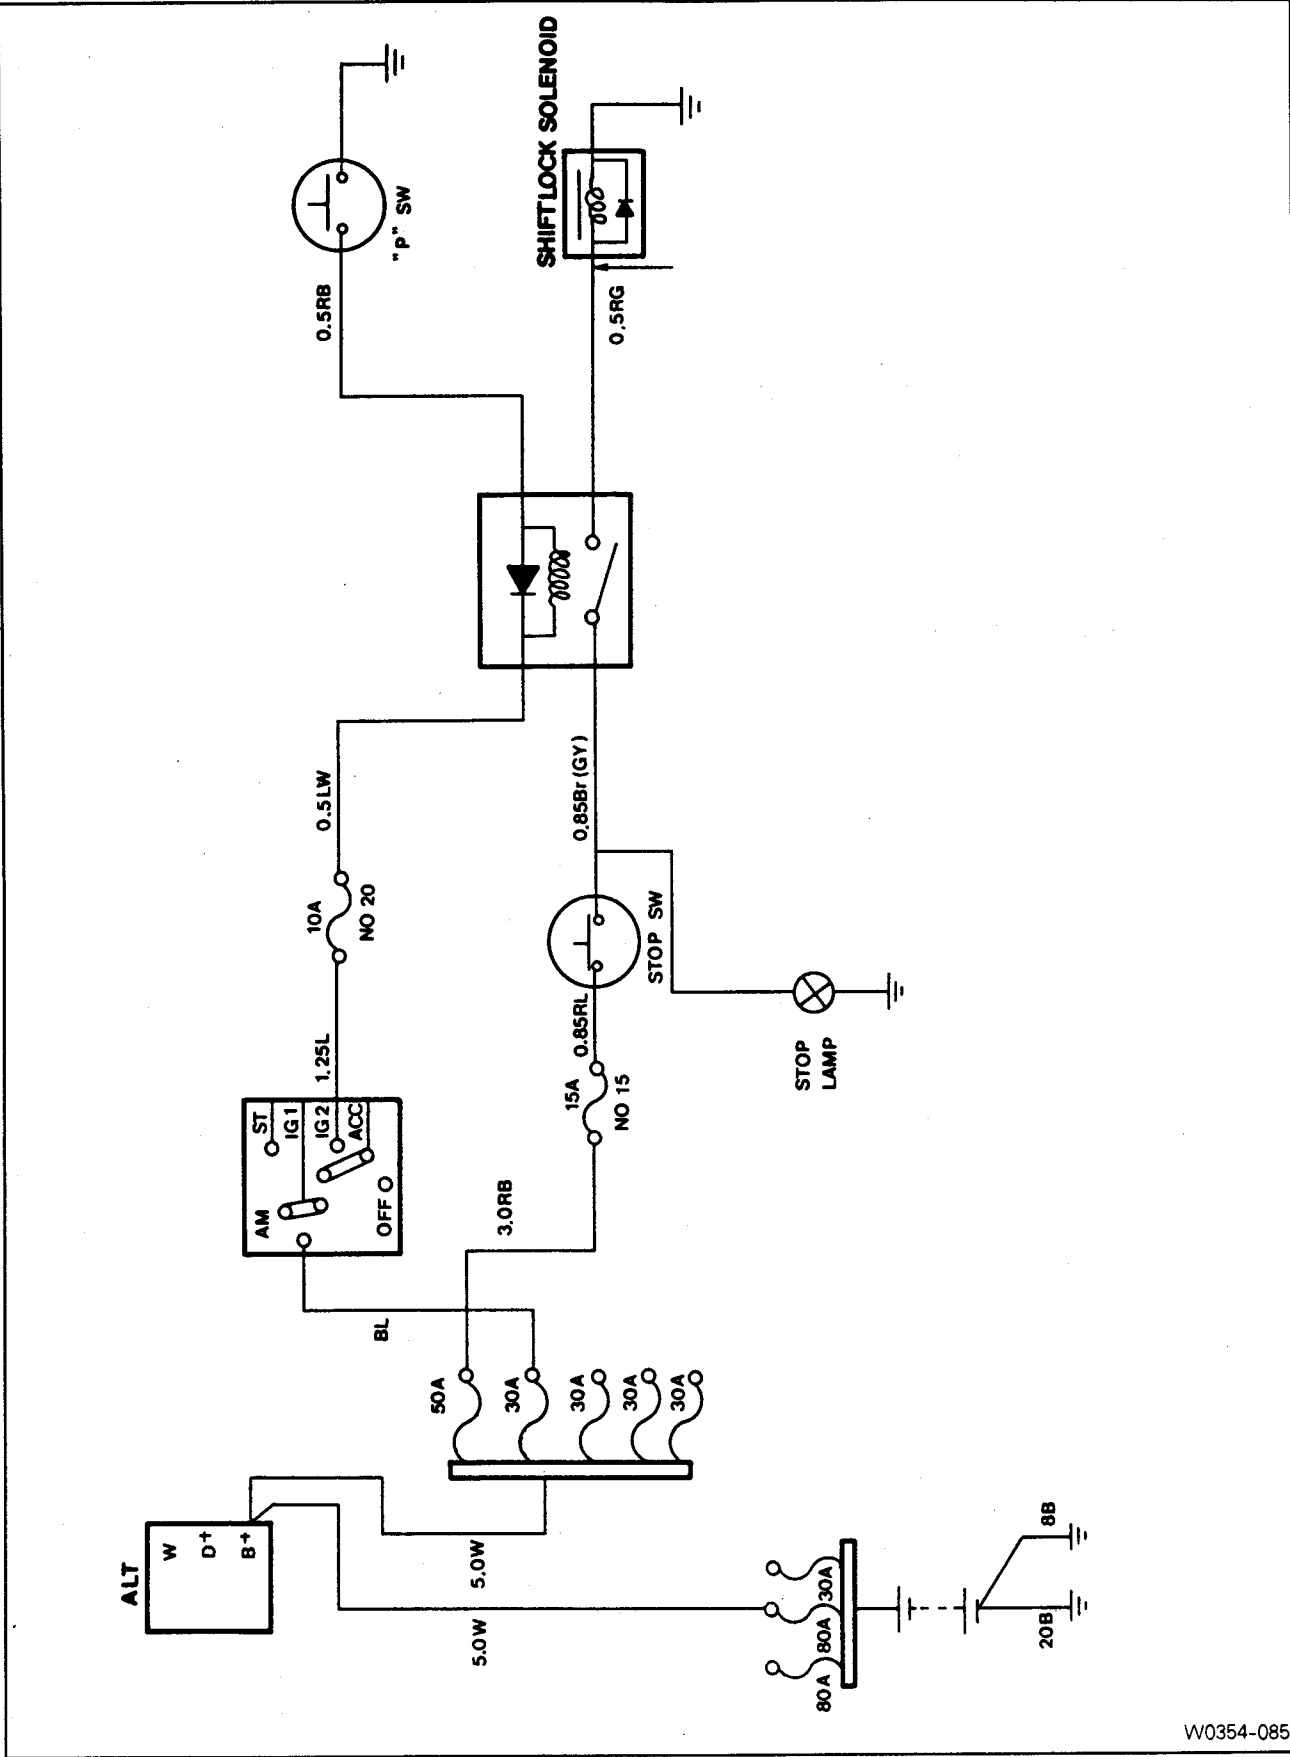 SHIFTLOCK SOLENOID
"P" SW
0.5RB
0.5RG
0.5LW
0.85Br(GY)
10A
NO 20
STOP SW
0.85RL
1.25L
15A
NO 15
STOP
LAMP
ST
IG1
IG2
ACC
AM
OFF
3.0RB
BL
50A
30A
30A
30A
30A
ALT
W
D+
B+
5.0W
5.0W
80A
80A
30A
8B
20B
W0354-085